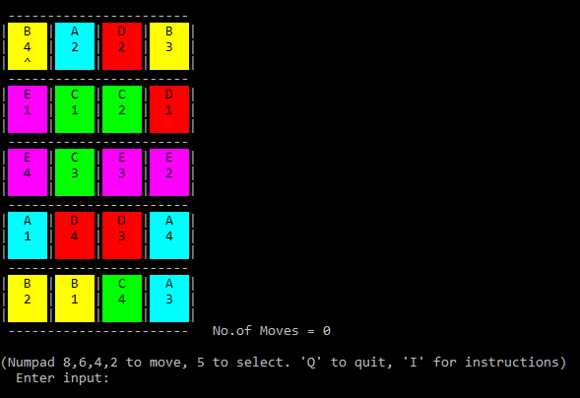 B A D B
4 2 2 3
^
E C C D
1 1 2 1
E C E E
4 3 3 2
A D D A
1 4 3 4
B B C A
2 1 4 3
No.of Moves = 0
(Numpad 8,6,4,2 to move, 5 to select. 'Q' to quit, 'I' for instructions)
Enter input: